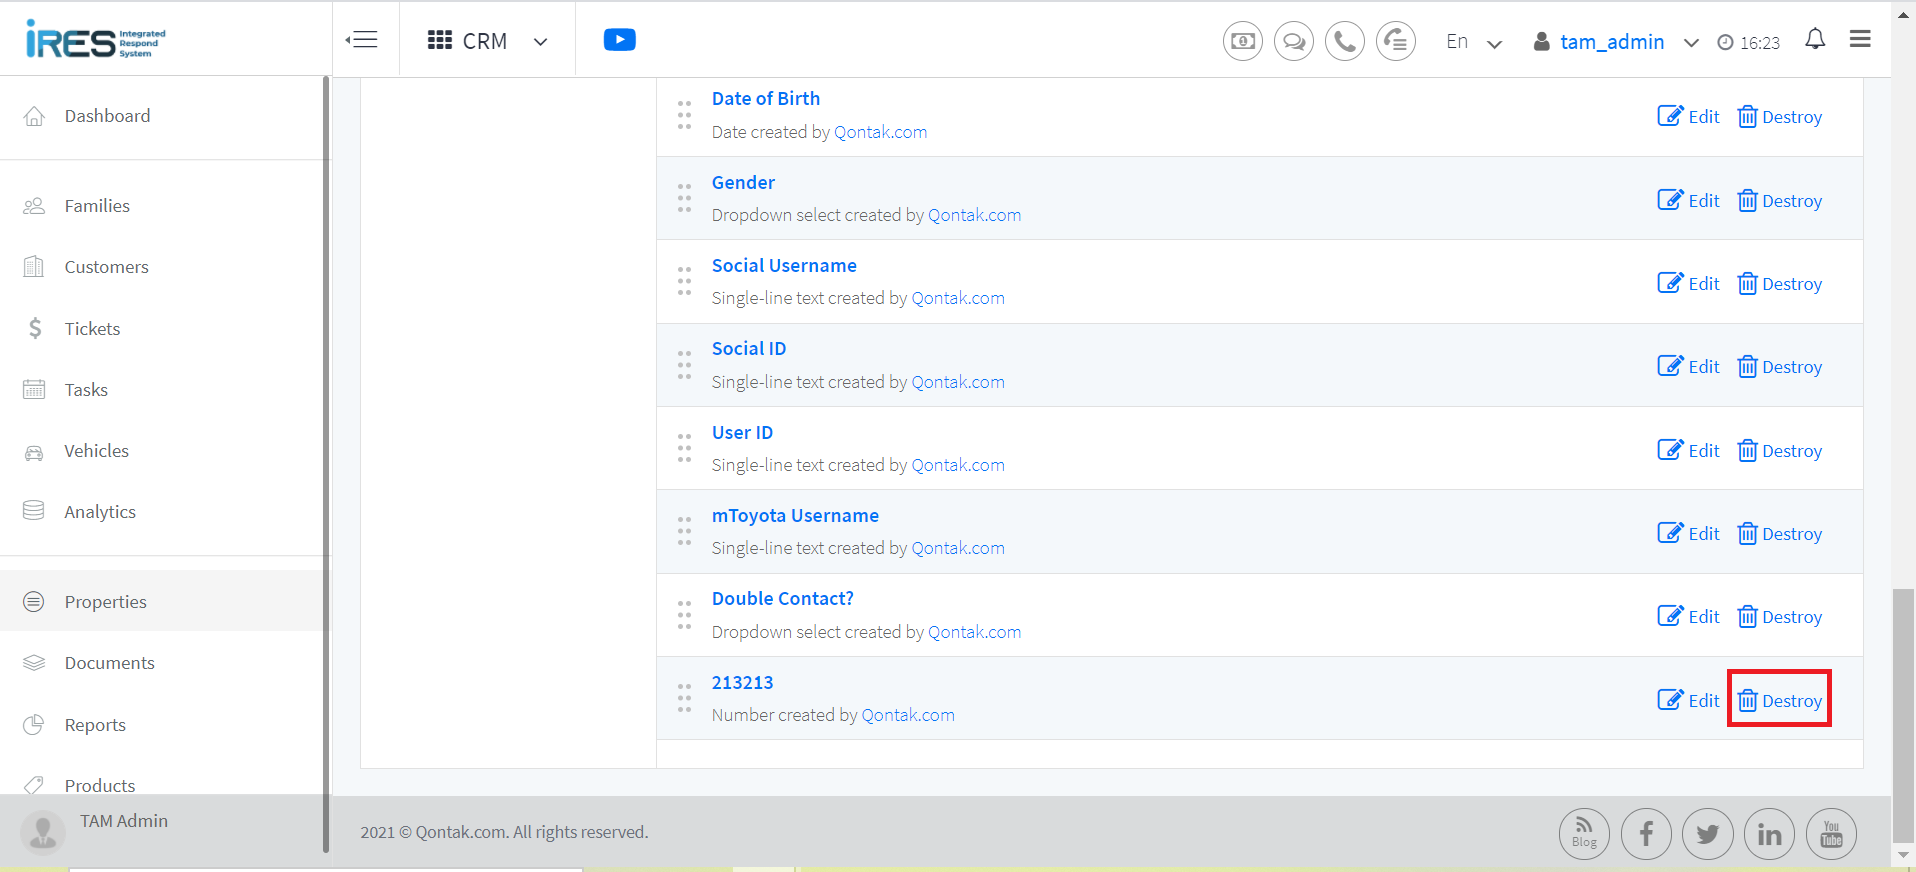 iRES Integrated Respond System
CRM
En
tam_admin
16:23
Dashboard
Families
Customers
Tickets
Tasks
Vehicles
Analytics
Properties
Documents
Reports
Products
TAM Admin
Date of Birth
Date created by Qontak.com
Edit Destroy
Gender
Dropdown select created by Qontak.com
Edit Destroy
Social Username
Single-line text created by Qontak.com
Edit Destroy
Social ID
Single-line text created by Qontak.com
Edit Destroy
User ID
Single-line text created by Qontak.com
Edit Destroy
mToyota Username
Single-line text created by Qontak.com
Edit Destroy
Double Contact?
Dropdown select created by Qontak.com
Edit Destroy
213213
Number created by Qontak.com
Edit Destroy
2021 © Qontak.com. All rights reserved.
Blog
You Tube